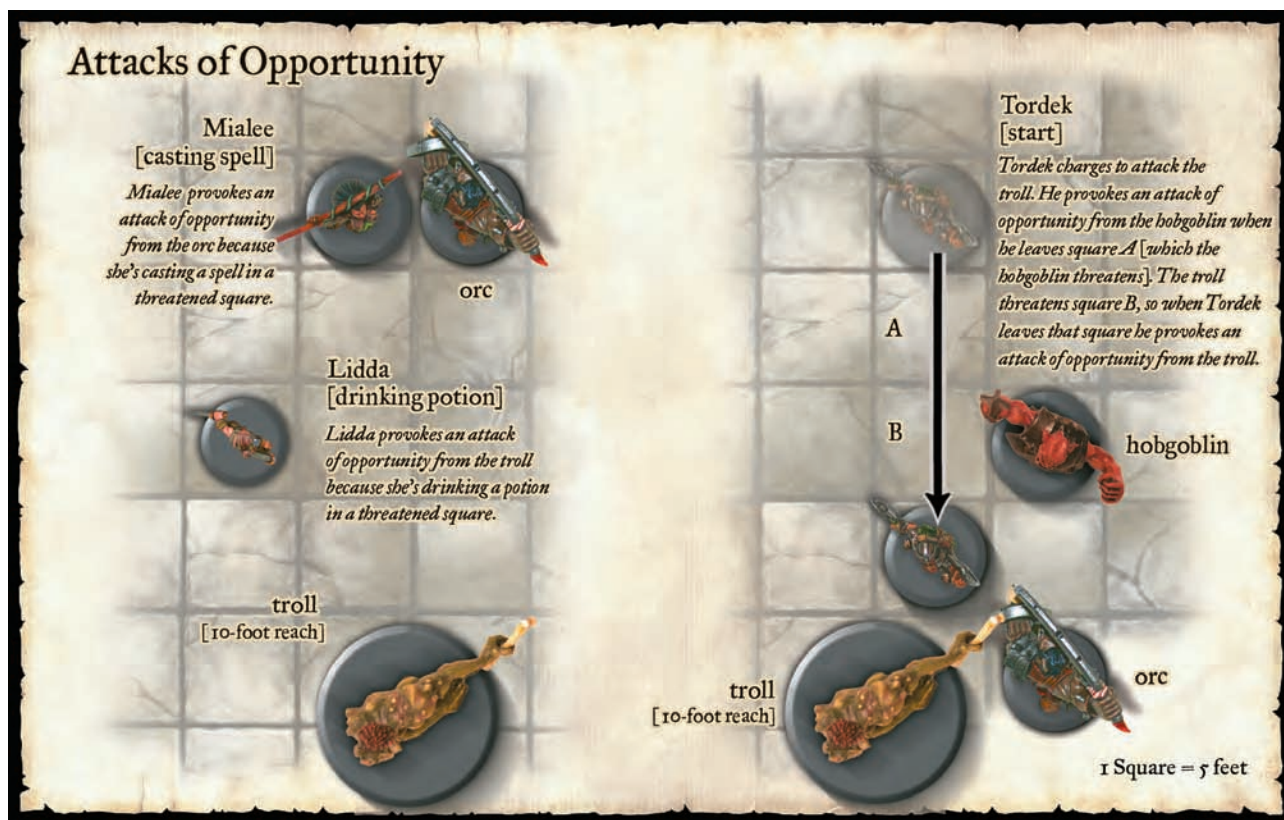 Attacks of Opportunity
Mialee
[casting spell]
Mialee provokes an
attack of opportunity
from the orc because
she's casting a spell in a
threatened square.
orc
Lidda
[drinking potion]
Lidda provokes an attack
of opportunity from the troll
because she's drinking a potion
in a threatened square.
troll
[10-foot reach]
Tordek
[start]
Tordek charges to attack the
troll. He provokes an attack of
opportunity from the hobgoblin when
he leaves square A [which the
hobgoblin threatens]. The troll
threatens square B, so when Tordek
leaves that square he provokes an
attack of opportunity from the troll.
A
B
hobgoblin
troll
[10-foot reach]
orc
1 Square = 5 feet